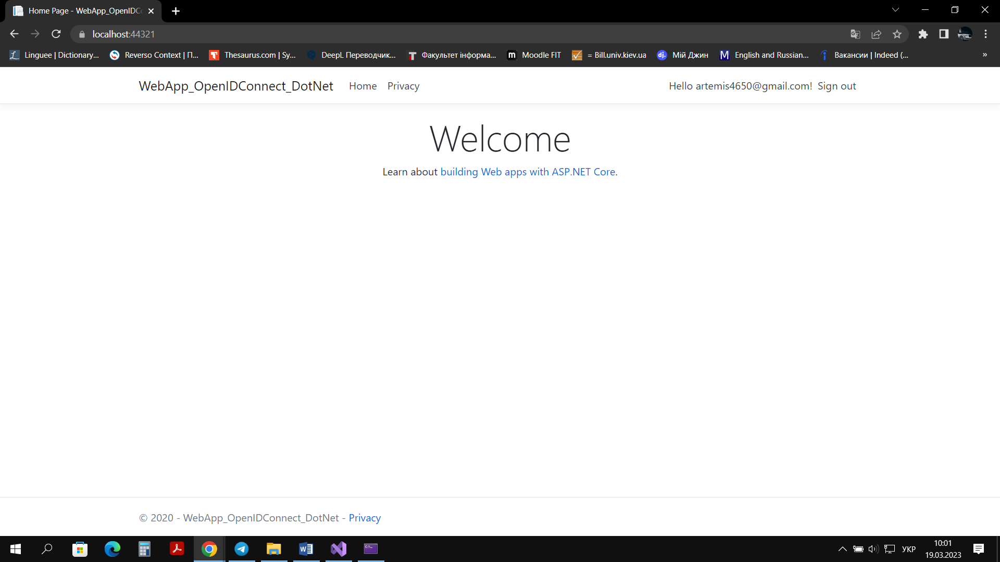 Home Page - WebApp_OpenIDC
localhost:44321
Linguee | Dictionary... Reverso Context | П... Thesaurus.com | Sy... DeepL Переводчик... Факультет інформа... Moodle FIT = Bill.univ.kiev.ua Мій Джин English and Russian... Вакансии | Indeed (... »
WebApp_OpenIDConnect_DotNet Home Privacy Hello artemis4650@gmail.com! Sign out
Welcome
Learn about building Web apps with ASP.NET Core.
© 2020 - WebApp_OpenIDConnect_DotNet - Privacy
УКР
10:01
19.03.2023